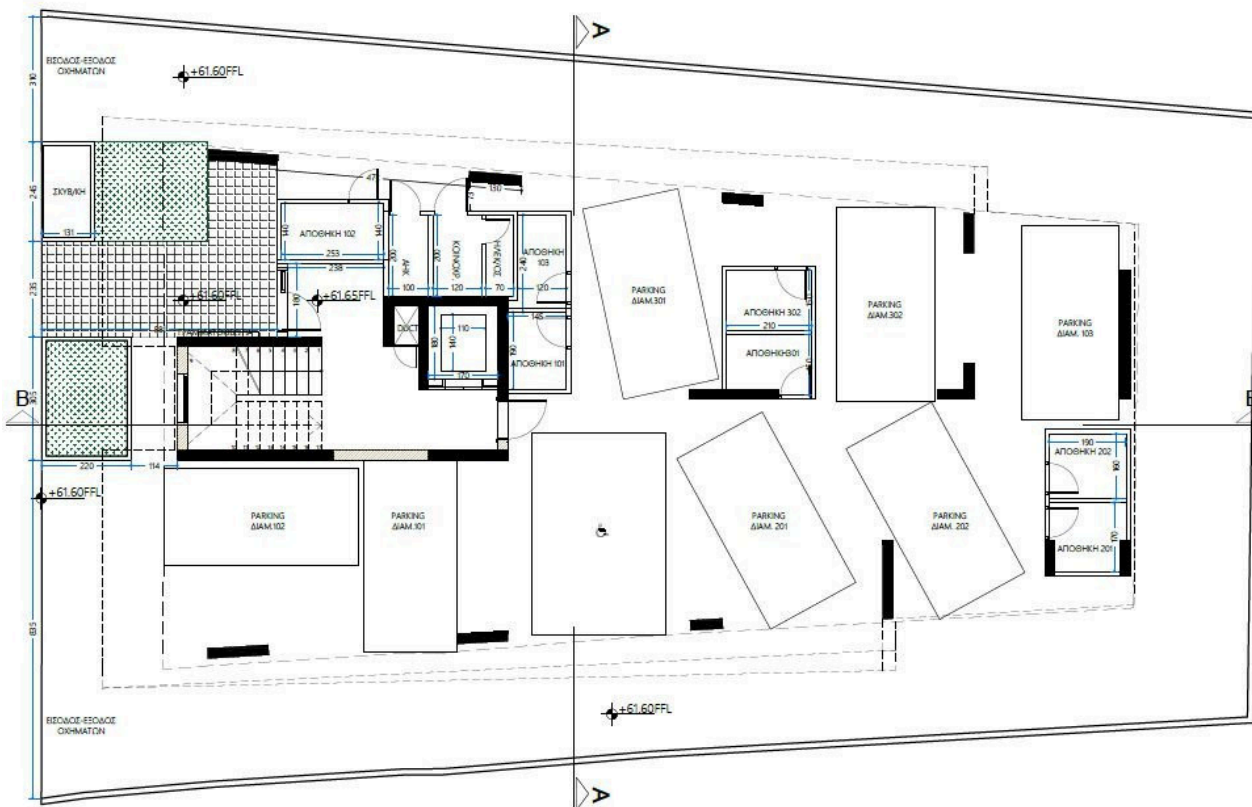 A
ΕΙΣΟΔΟΣ-ΕΞΟΔΟΣ
ΟΧΗΜΑΤΩΝ
+61.60FFL
310
245
ΣΚΥΒ/ΚΗ
131
47
130
ΑΠΟΘΗΚΗ 102
140
140
253
238
200
ΑΗΚ
100
200
ΚΟΙΝΟΧΡ.
120
70
ΑΠΟΘΗΚΗ
103
240
120
PARKING
ΔΙΑΜ.301
PARKING
ΔΙΑΜ.302
PARKING
ΔΙΑΜ. 103
235
+61.60FFL
180
+61.65FFL
DUCT
110
180
140
170
145
190
ΑΠΟΘΗΚΗ 101
ΑΠΟΘΗΚΗ 302
210
ΑΠΟΘΗΚΗ301
B
305
220
114
+61.60FFL
190
ΑΠΟΘΗΚΗ 202
160
ΑΠΟΘΗΚΗ 201
170
PARKING
ΔΙΑΜ.102
PARKING
ΔΙΑΜ.101
PARKING
ΔΙΑΜ. 201
PARKING
ΔΙΑΜ. 202
835
ΕΙΣΟΔΟΣ-ΕΞΟΔΟΣ
ΟΧΗΜΑΤΩΝ
+61.60FFL
A